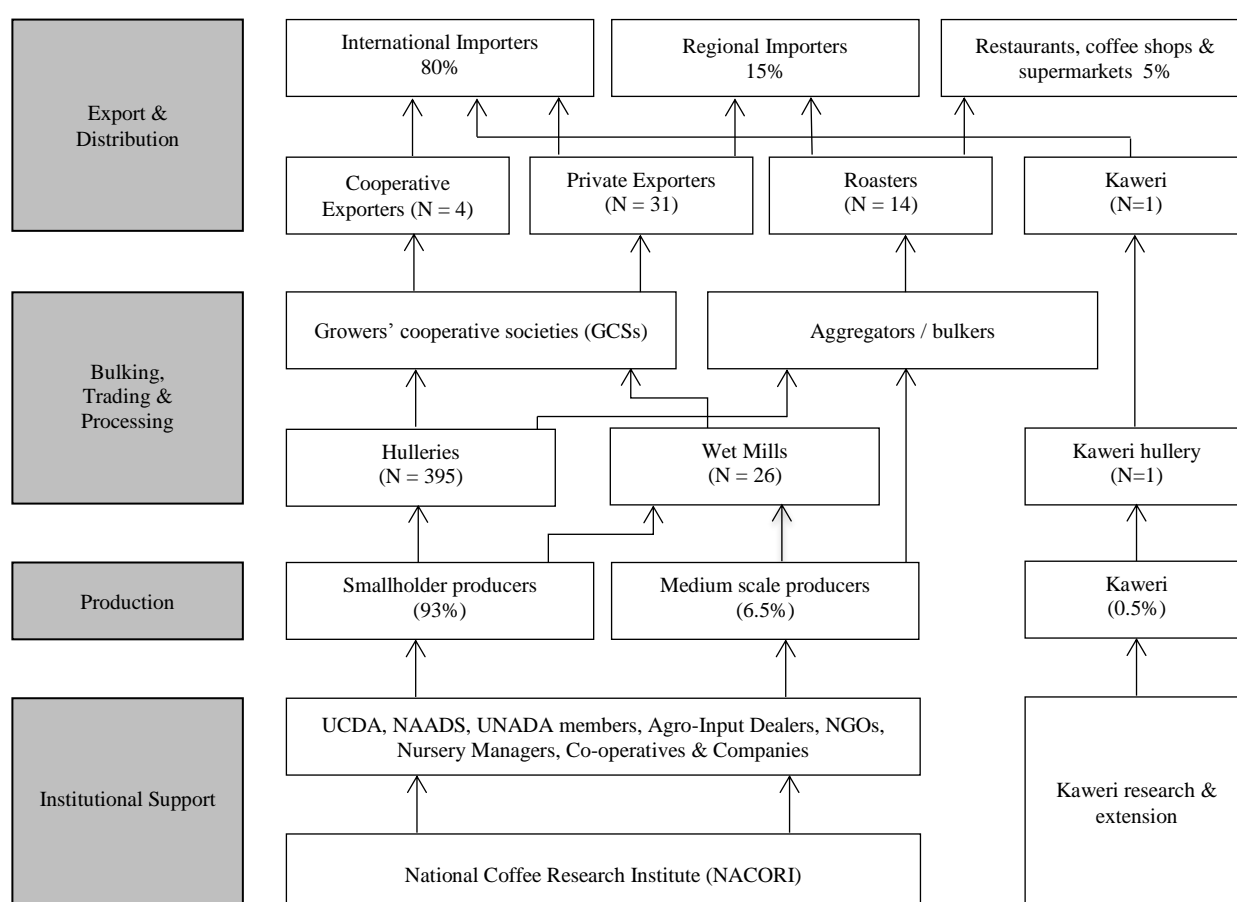 International Importers
80%
Regional Importers
15%
Restaurants, coffee shops &
supermarkets 5%
Export &
Distribution
Cooperative
Exporters (N = 4)
Private Exporters
(N = 31)
Roasters
(N = 14)
Kaweri
(N=1)
Growers’ cooperative societies (GCSs)
Aggregators / bulkers
Bulking,
Trading &
Processing
Hulleries
(N = 395)
Wet Mills
(N = 26)
Kaweri hullery
(N=1)
Production
Smallholder producers
(93%)
Medium scale producers
(6.5%)
Kaweri
(0.5%)
Institutional Support
UCDA, NAADS, UNADA members, Agro-Input Dealers, NGOs,
Nursery Managers, Co-operatives & Companies
Kaweri research &
extension
National Coffee Research Institute (NACORI)